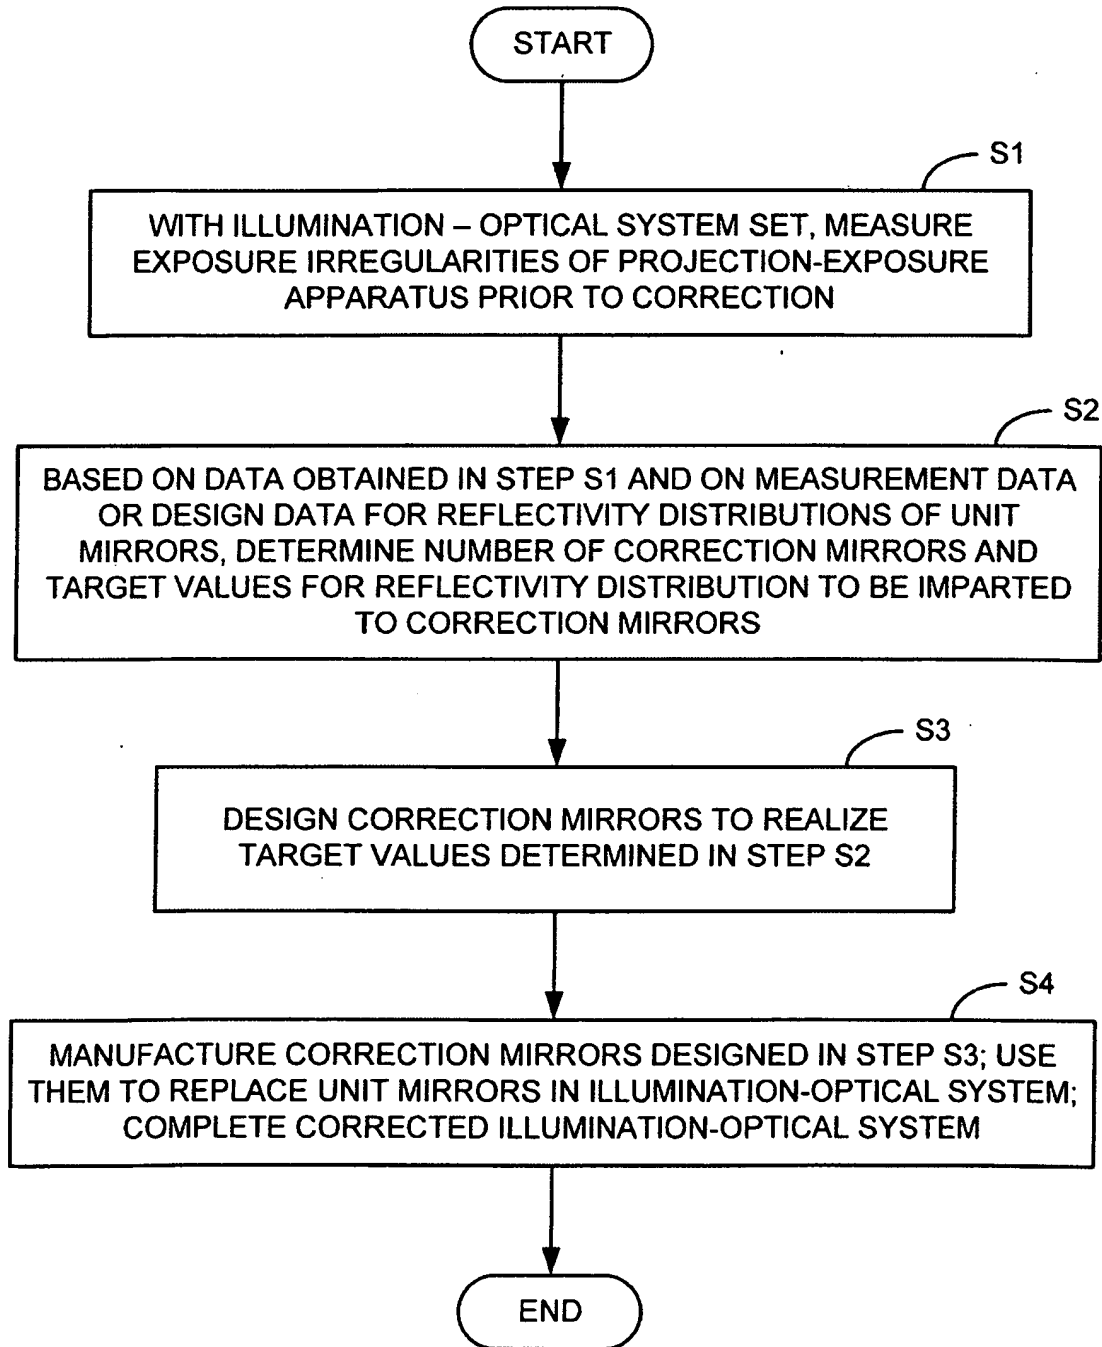 START
S1
WITH ILLUMINATION – OPTICAL SYSTEM SET, MEASURE
EXPOSURE IRREGULARITIES OF PROJECTION-EXPOSURE
APPARATUS PRIOR TO CORRECTION
S2
BASED ON DATA OBTAINED IN STEP S1 AND ON MEASUREMENT DATA
OR DESIGN DATA FOR REFLECTIVITY DISTRIBUTIONS OF UNIT
MIRRORS, DETERMINE NUMBER OF CORRECTION MIRRORS AND
TARGET VALUES FOR REFLECTIVITY DISTRIBUTION TO BE IMPARTED
TO CORRECTION MIRRORS
S3
DESIGN CORRECTION MIRRORS TO REALIZE
TARGET VALUES DETERMINED IN STEP S2
S4
MANUFACTURE CORRECTION MIRRORS DESIGNED IN STEP S3; USE
THEM TO REPLACE UNIT MIRRORS IN ILLUMINATION-OPTICAL SYSTEM;
COMPLETE CORRECTED ILLUMINATION-OPTICAL SYSTEM
END